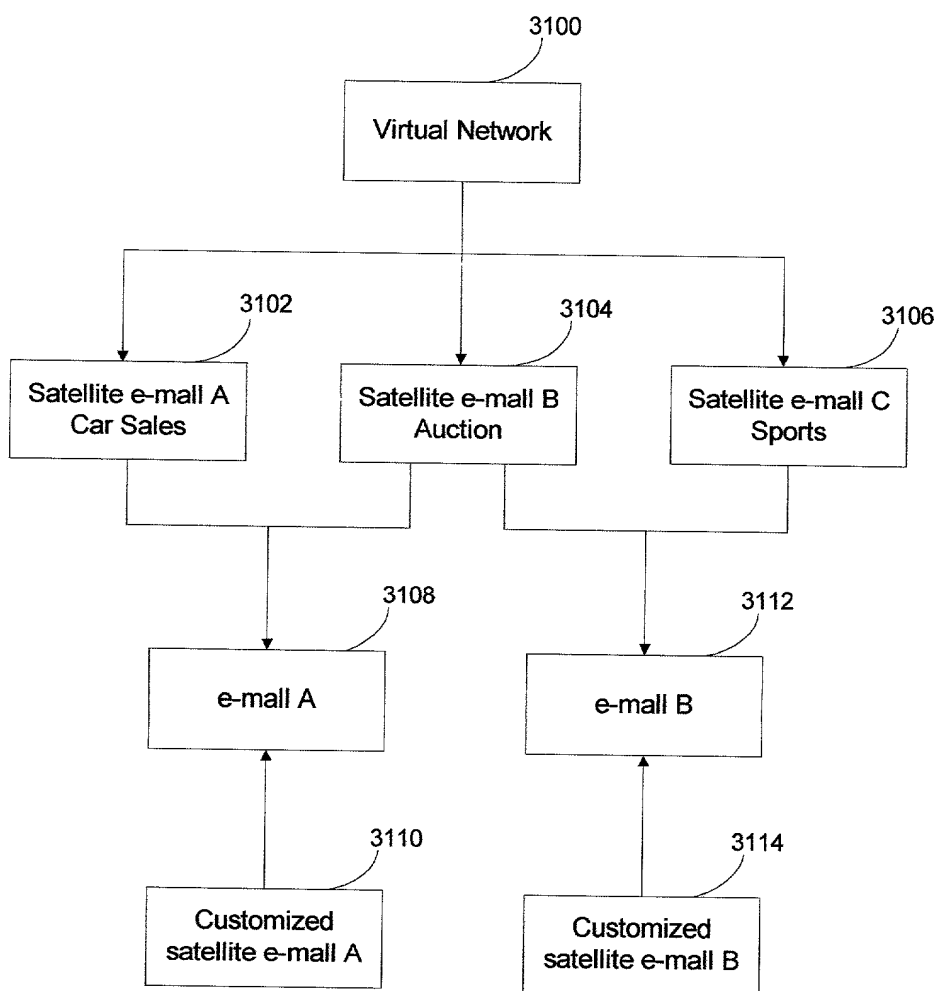 3100
Virtual Network
3102
3104
3106
Satellite e-mall A
Car Sales
Satellite e-mall B
Auction
Satellite e-mall C
Sports
3108
3112
e-mall A
e-mall B
3110
3114
Customized
satellite e-mall A
Customized
satellite e-mall B